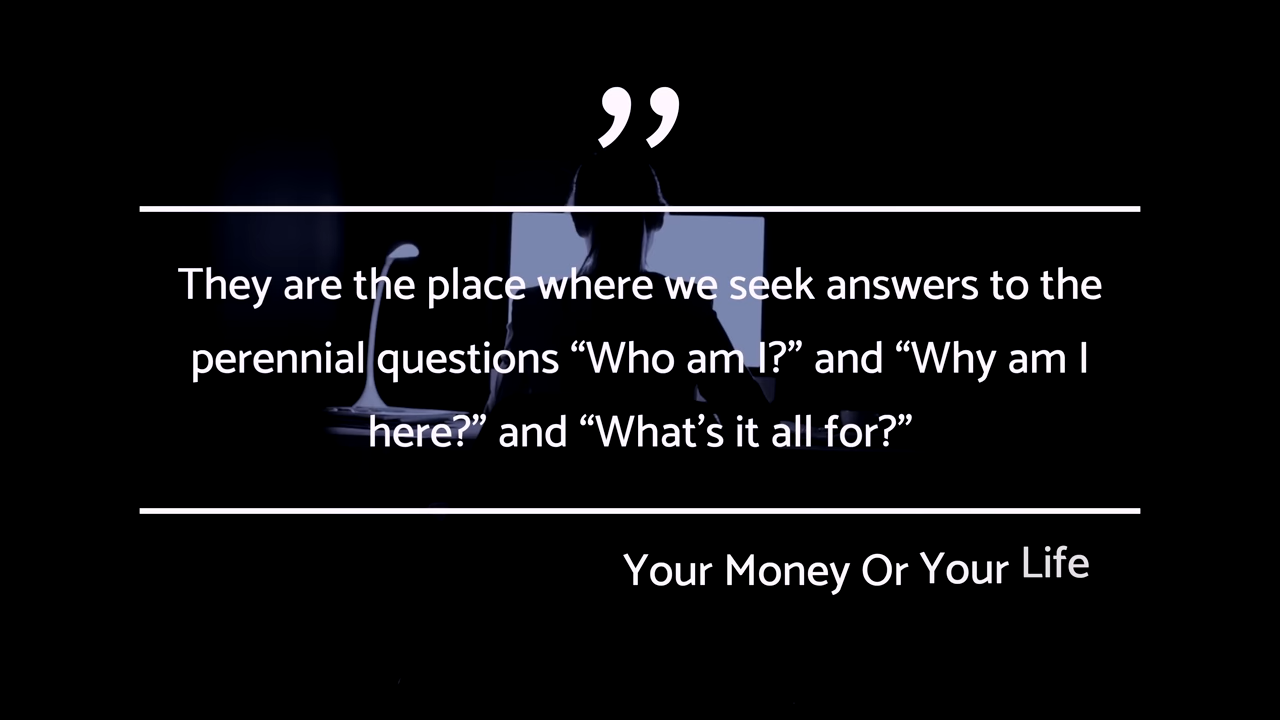 ”
They are the place where we seek answers to the
perennial questions “Who am I?” and “Why am I
here?” and “What’s it all for?”
Your Money Or Your Life